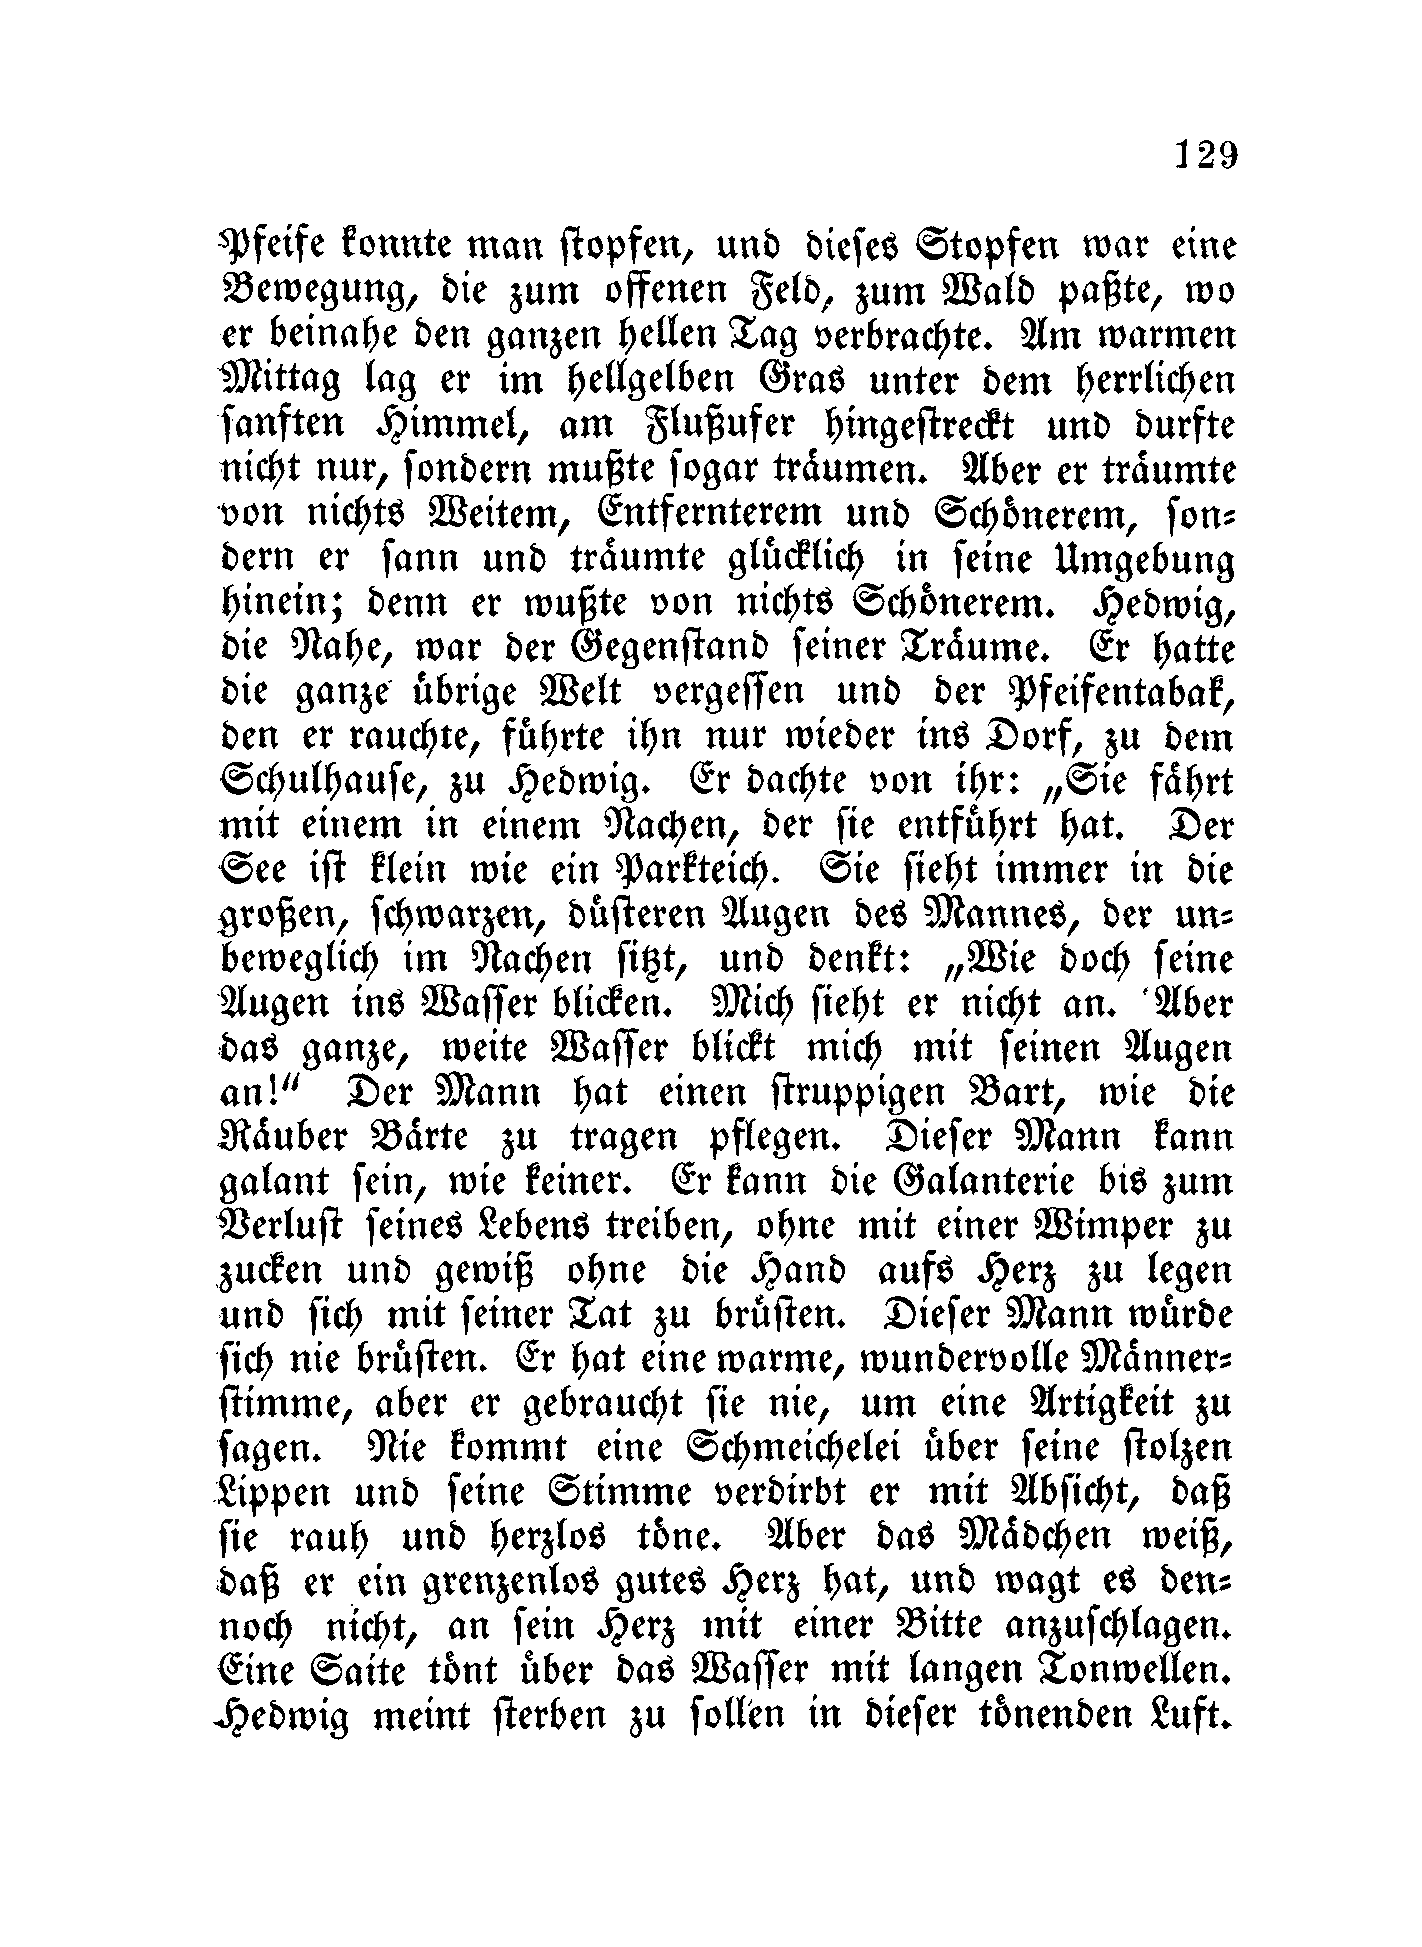 129
Pfeife konnte man ſtopfen, und dieſes Stopfen war eine
Bewegung, die zum offenen Feld, zum Wald paßte, wo
er beinahe den ganzen hellen Tag verbrachte. Am warmen
Mittag lag er im hellgelben Gras unter dem herrlichen
ſanften Himmel, am Flußufer hingeſtreckt und durfte
nicht nur, ſondern mußte ſogar träumen. Aber er träumte
von nichts Weitem, Entfernterem und Schönerem, ſon-
dern er ſann und träumte glücklich in ſeine Umgebung
hinein; denn er wußte von nichts Schönerem. Hedwig,
die Nahe, war der Gegenſtand ſeiner Träume. Er hatte
die ganze übrige Welt vergeſſen und der Pfeifentabak,
den er rauchte, führte ihn nur wieder ins Dorf, zu dem
Schulhauſe, zu Hedwig. Er dachte von ihr: „Sie fährt
mit einem in einem Nachen, der ſie entführt hat. Der
See iſt klein wie ein Parkteich. Sie ſieht immer in die
großen, ſchwarzen, düſteren Augen des Mannes, der un-
beweglich im Nachen ſitzt, und denkt: „Wie doch ſeine
Augen ins Waſſer blicken. Mich ſieht er nicht an. Aber
das ganze, weite Waſſer blickt mich mit ſeinen Augen
an!“ Der Mann hat einen ſtruppigen Bart, wie die
Räuber Bärte zu tragen pflegen. Dieſer Mann kann
galant ſein, wie keiner. Er kann die Galanterie bis zum
Verluſt ſeines Lebens treiben, ohne mit einer Wimper zu
zucken und gewiß ohne die Hand aufs Herz zu legen
und ſich mit ſeiner Tat zu brüſten. Dieſer Mann würde
ſich nie brüſten. Er hat eine warme, wundervolle Männer-
ſtimme, aber er gebraucht ſie nie, um eine Artigkeit zu
ſagen. Nie kommt eine Schmeichelei über ſeine ſtolzen
Lippen und ſeine Stimme verdirbt er mit Abſicht, daß
ſie rauh und herzlos töne. Aber das Mädchen weiß,
daß er ein grenzenlos gutes Herz hat, und wagt es den-
noch nicht, an ſein Herz mit einer Bitte anzuſchlagen.
Eine Saite tönt über das Waſſer mit langen Tonwellen.
Hedwig meint ſterben zu ſollen in dieſer tönenden Luft.